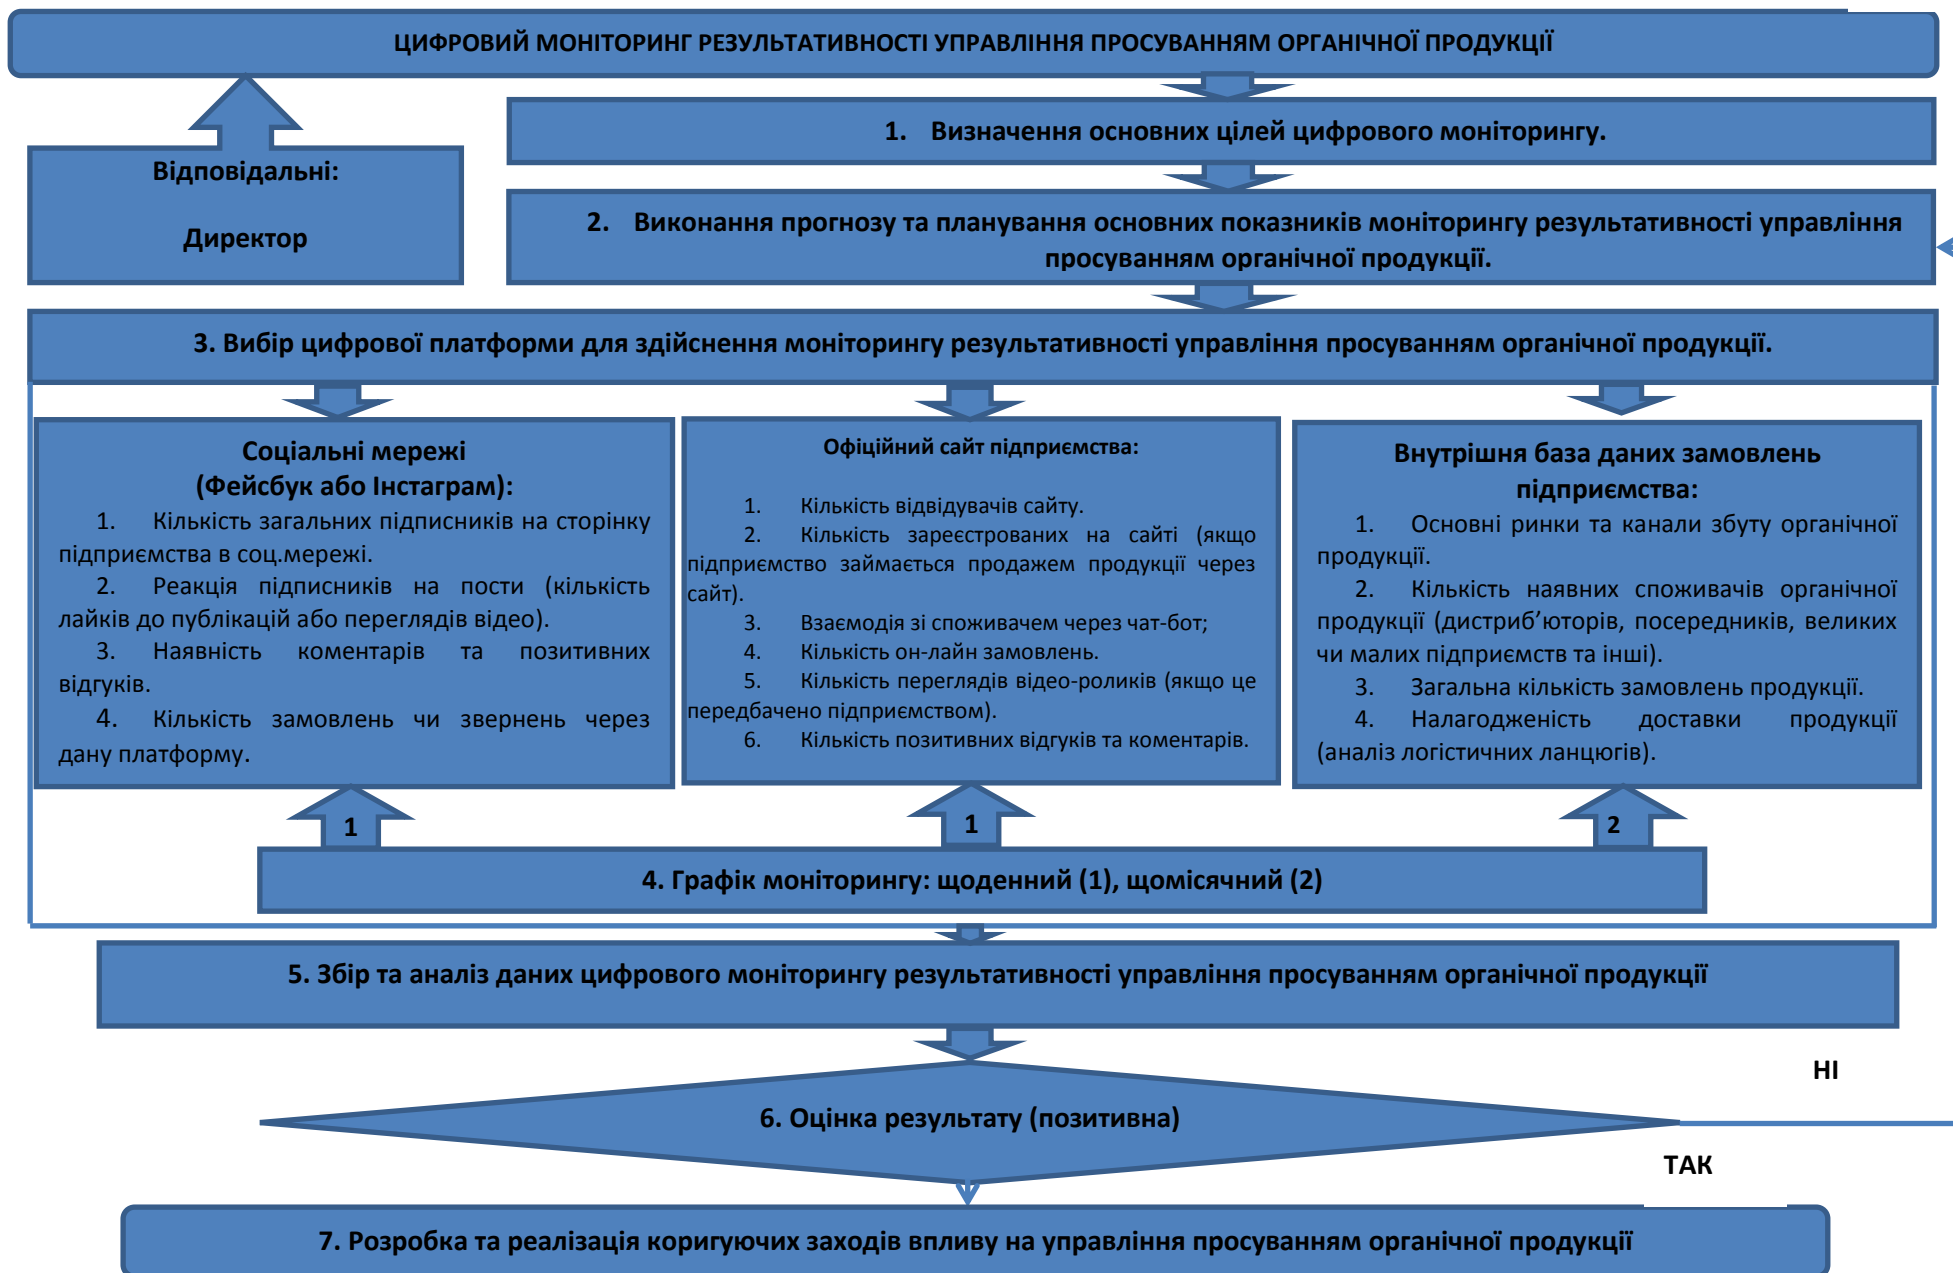 ЦИФРОВИЙ МОНІТОРИНГ РЕЗУЛЬТАТИВНОСТІ УПРАВЛІННЯ ПРОСУВАННЯМ ОРГАНІЧНОЇ ПРОДУКЦІЇ
1. Визначення основних цілей цифрового моніторингу.
Відповідальні:
Директор
2. Виконання прогнозу та планування основних показників моніторингу результативності управління
просуванням органічної продукції.
3. Вибір цифрової платформи для здійснення моніторингу результативності управління просуванням органічної продукції.
Соціальні мережі
(Фейсбук або Інстаграм):
1. Кількість загальних підписників на сторінку
підприємства в соц.мережі.
2. Реакція підписників на пости (кількість
лайків до публікацій або переглядів відео).
3. Наявність коментарів та позитивних
відгуків.
4. Кількість замовлень чи звернень через
дану платформу.
Офіційний сайт підприємства:
1. Кількість відвідувачів сайту.
2. Кількість зареєстрованих на сайті (якщо
підприємство займається продажем продукції через
сайт).
3. Взаємодія зі споживачем через чат-бот;
4. Кількість он-лайн замовлень.
5. Кількість переглядів відео-роликів (якщо це
передбачено підприємством).
6. Кількість позитивних відгуків та коментарів.
Внутрішня база даних замовлень
підприємства:
1. Основні ринки та канали збуту органічної
продукції.
2. Кількість наявних споживачів органічної
продукції (дистриб’юторів, посередників, великих
чи малих підприємств та інші).
3. Загальна кількість замовлень продукції.
4. Налагодженість доставки продукції
(аналіз логістичних ланцюгів).
1
1
2
4. Графік моніторингу: щоденний (1), щомісячний (2)
5. Збір та аналіз даних цифрового моніторингу результативності управління просуванням органічної продукції
НІ
6. Оцінка результату (позитивна)
ТАК
7. Розробка та реалізація коригуючих заходів впливу на управління просуванням органічної продукції